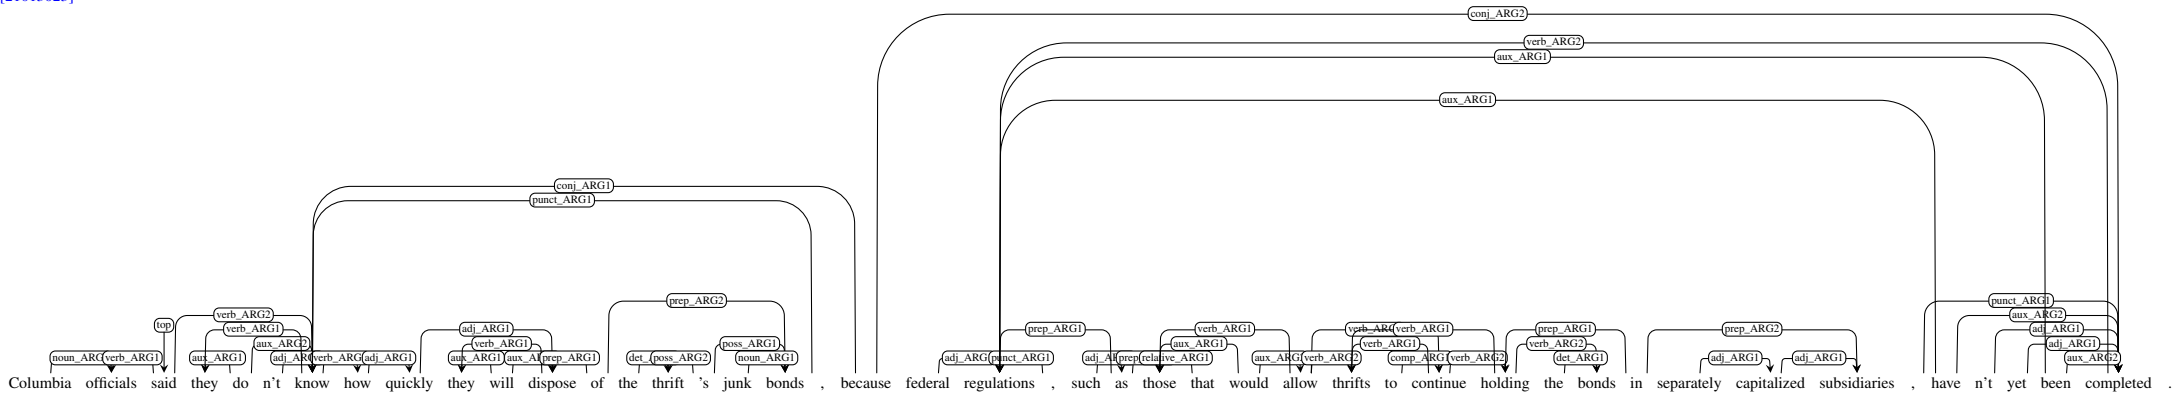 conj_ARG2
verb_ARG2
aux_ARG1
aux_ARG1
conj_ARG1
punct_ARG1
prep_ARG2 punct_ARG1
verb_ARG2 aux_ARG2
top verb_ARG1 adj_ARG1 prep_ARG1 verb_ARG1 verb_ARG1 prep_ARG1 prep_ARG2 adj_ARG1
aux_ARG2 verb_ARG1 poss_ARG1 aux_ARG1 verb_ARG1 verb_ARG2 adj_ARG1
verb_ARG1 aux_ARG1 adj_ARG1 aux_ARG1 prep_ARG1 poss_ARG2 noun_ARG1 punct_ARG1 relative_ARG1 verb_ARG2 verb_ARG2 det_ARG1 adj_ARG1 adj_ARG1 aux_ARG2
Columbia officials said they do n't know how quickly they will dispose of the thrift 's junk bonds , because federal regulations , such as those that would allow thrifts to continue holding the bonds in separately capitalized subsidiaries , have n't yet been completed .